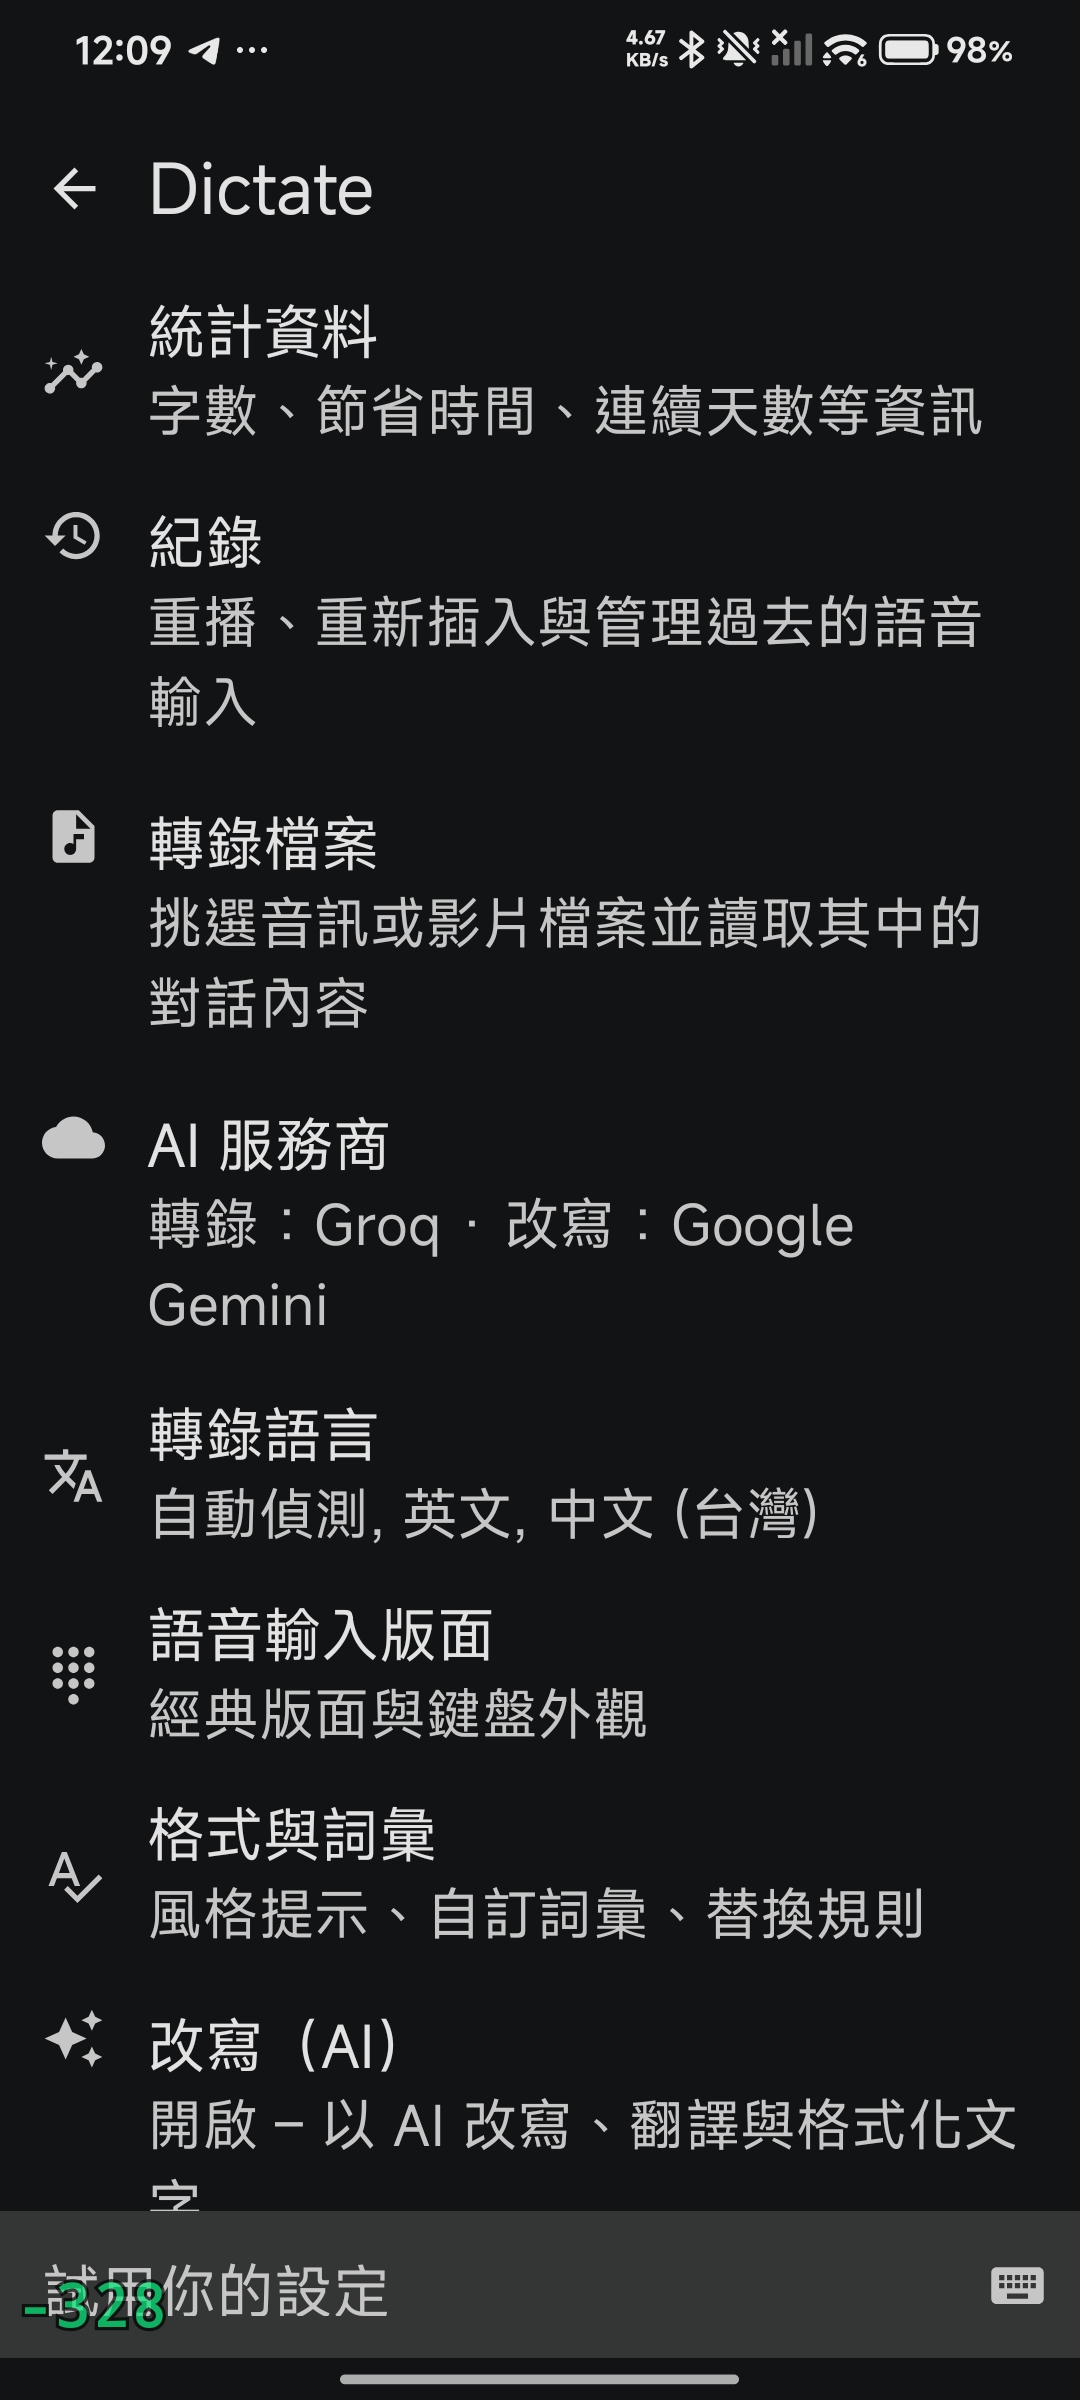 12:09
4.67
KB/s
6
98%
Dictate
統計資料
字數、節省時間、連續天數等資訊
紀錄
重播、重新插入與管理過去的語音
輸入
轉錄檔案
挑選音訊或影片檔案並讀取其中的
對話內容
AI 服務商
轉錄：Groq · 改寫：Google
Gemini
轉錄語言
自動偵測, 英文, 中文 (台灣)
語音輸入版面
經典版面與鍵盤外觀
格式與詞彙
風格提示、自訂詞彙、替換規則
改寫（AI）
開啟 – 以 AI 改寫、翻譯與格式化文
字
試用你的設定
-328